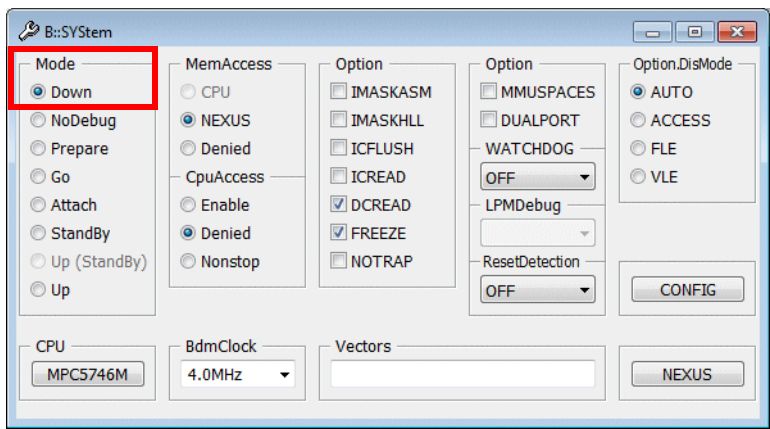 B::SYStem
Mode
Down
NoDebug
Prepare
Go
Attach
StandBy
Up (StandBy)
Up
MemAccess
CPU
NEXUS
Denied
CpuAccess
Enable
Denied
Nonstop
Option
IMASKASM
IMASKHLL
ICFLUSH
ICREAD
DCREAD
FREEZE
NOTRAP
Option
MMUSPACES
DUALPORT
WATCHDOG
OFF
LPMDebug
ResetDetection
OFF
Option.DisMode
AUTO
ACCESS
FLE
VLE
CONFIG
CPU
MPC5746M
BdmClock
4.0MHz
Vectors
NEXUS